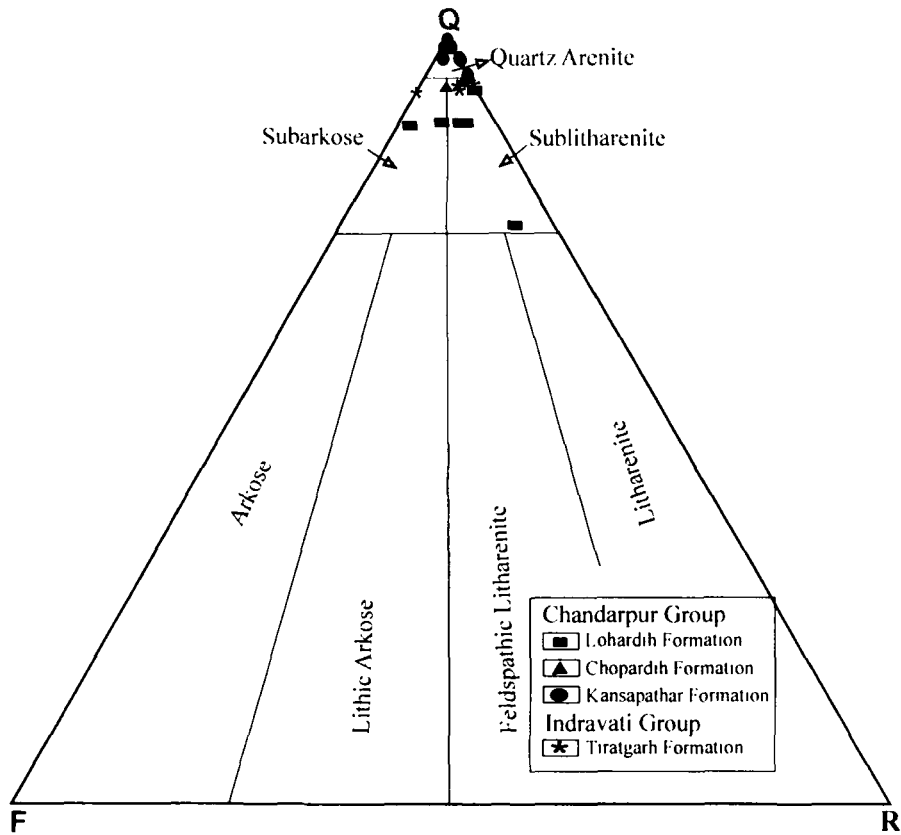 Q
Quartz Arenite
Subarkose
Sublitharenite
Arkose
Lithic Arkose
Feldspathic Litharenite
Litharenite
Chandarpur Group
Lohardih Formation
Chopardih Formation
Kansapathar Formation
Indravati Group
Tiratgarh Formation
F
R